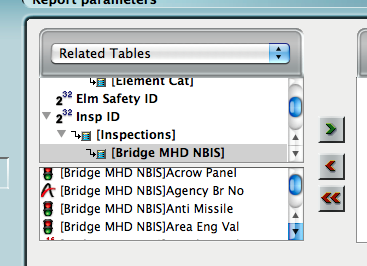 Report parameters
Related Tables
[Element Cat]
2^32 Elm Safety ID
2^32 Insp ID
[Inspections]
[Bridge MHD NBIS]
[Bridge MHD NBIS]Acrow Panel
[Bridge MHD NBIS]Agency Br No
[Bridge MHD NBIS]Anti Missile
[Bridge MHD NBIS]Area Eng Val